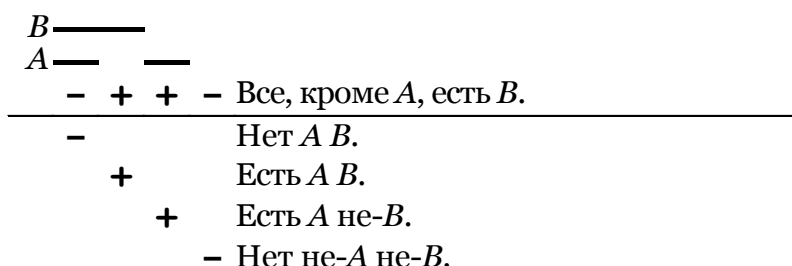 B
A
– + + – Все, кроме A, есть B.
– Нет A B.
+ Есть A B.
+ Есть A не-B.
– Нет не-A не-B.